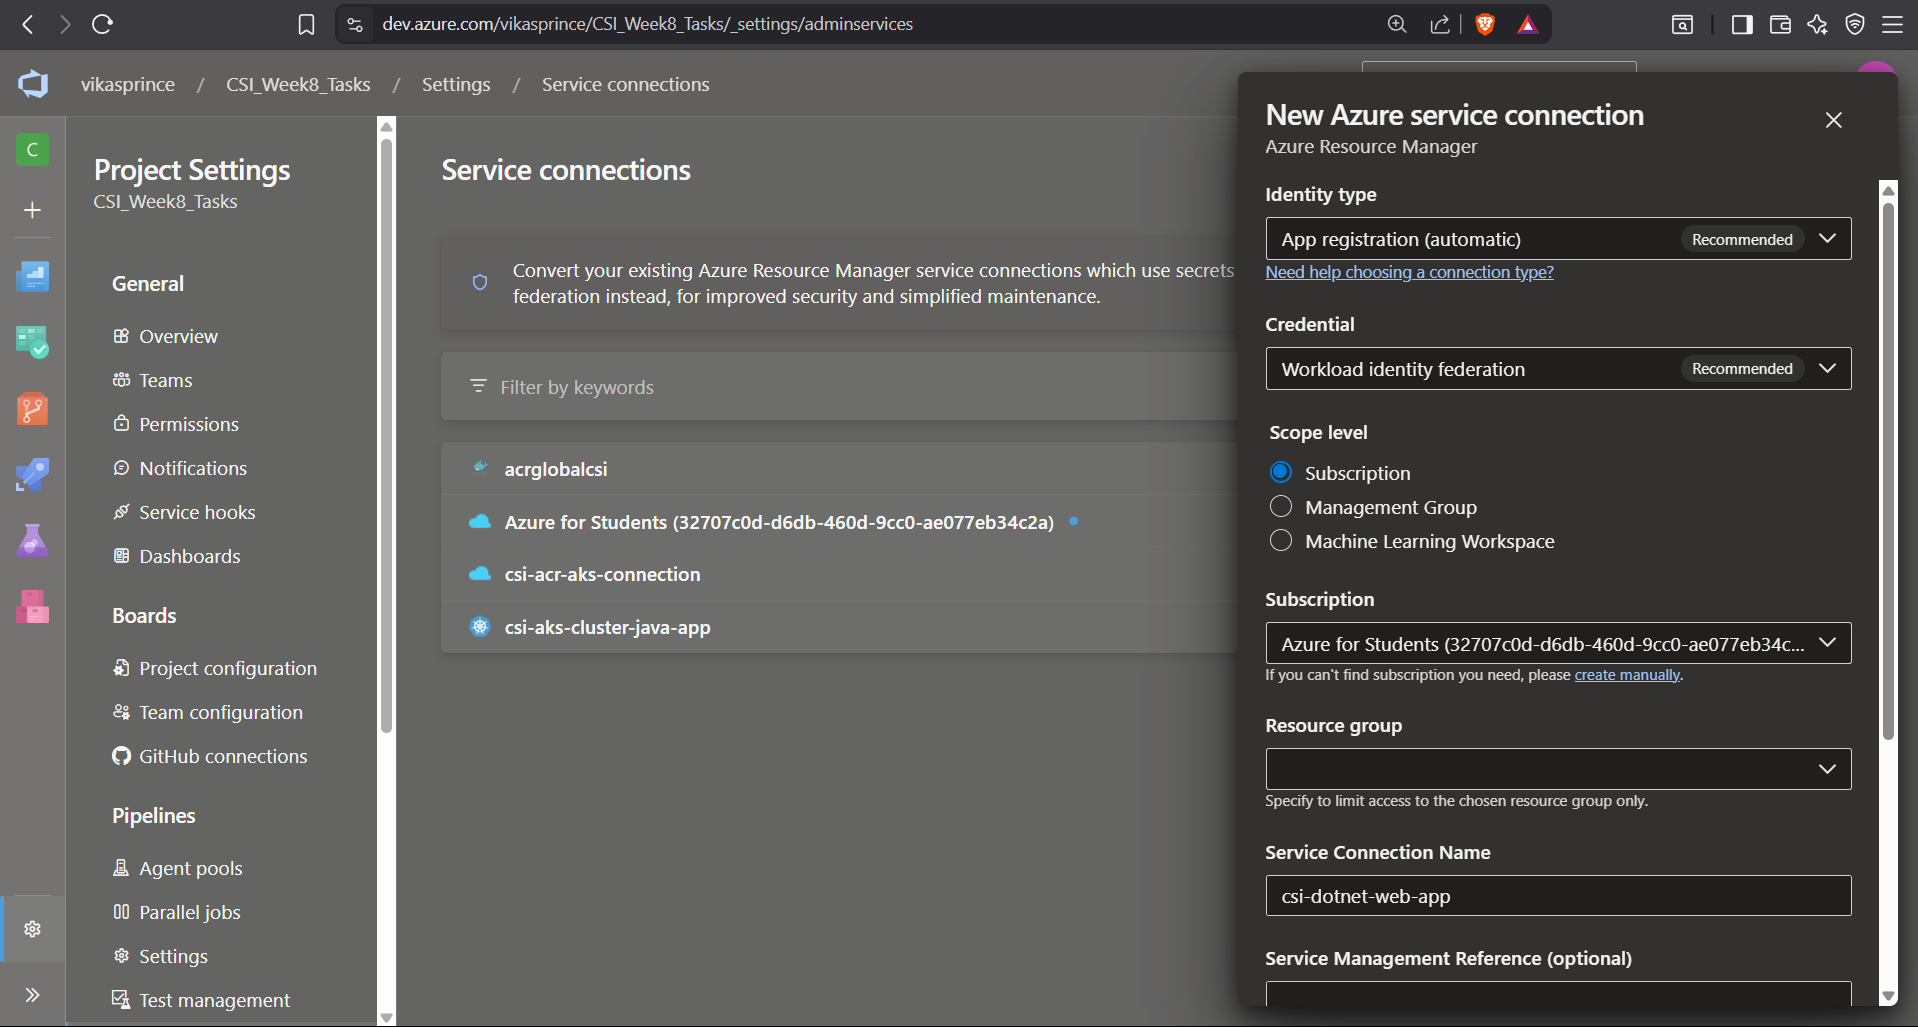 dev.azure.com/vikasprince/CSI_Week8_Tasks/_settings/adminservices
vikasprince / CSI_Week8_Tasks / Settings / Service connections
C
Project Settings
CSI_Week8_Tasks
General
Overview
Teams
Permissions
Notifications
Service hooks
Dashboards
Boards
Project configuration
Team configuration
GitHub connections
Pipelines
Agent pools
Parallel jobs
Settings
Test management
Service connections
Convert your existing Azure Resource Manager service connections which use secrets
federation instead, for improved security and simplified maintenance.
Filter by keywords
acrglobalcsi
Azure for Students (32707c0d-d6db-460d-9cc0-ae077eb34c2a)
csi-acr-aks-connection
csi-aks-cluster-java-app
New Azure service connection
Azure Resource Manager
Identity type
App registration (automatic) Recommended
Need help choosing a connection type?
Credential
Workload identity federation Recommended
Scope level
Subscription
Management Group
Machine Learning Workspace
Subscription
Azure for Students (32707c0d-d6db-460d-9cc0-ae077eb34c...
If you can't find subscription you need, please create manually.
Resource group
Specify to limit access to the chosen resource group only.
Service Connection Name
csi-dotnet-web-app
Service Management Reference (optional)